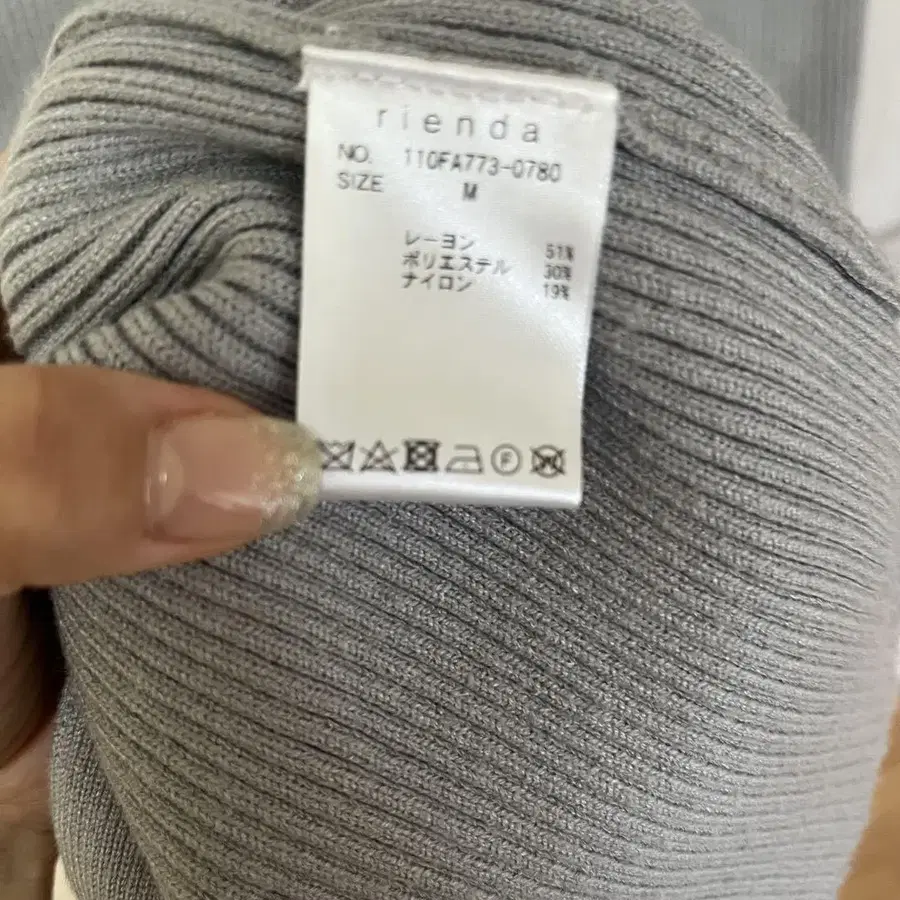 rienda
NO. 110FA773-0780
SIZE M
レーヨン 51%
ポリエステル 30%
ナイロン 19%
F
W